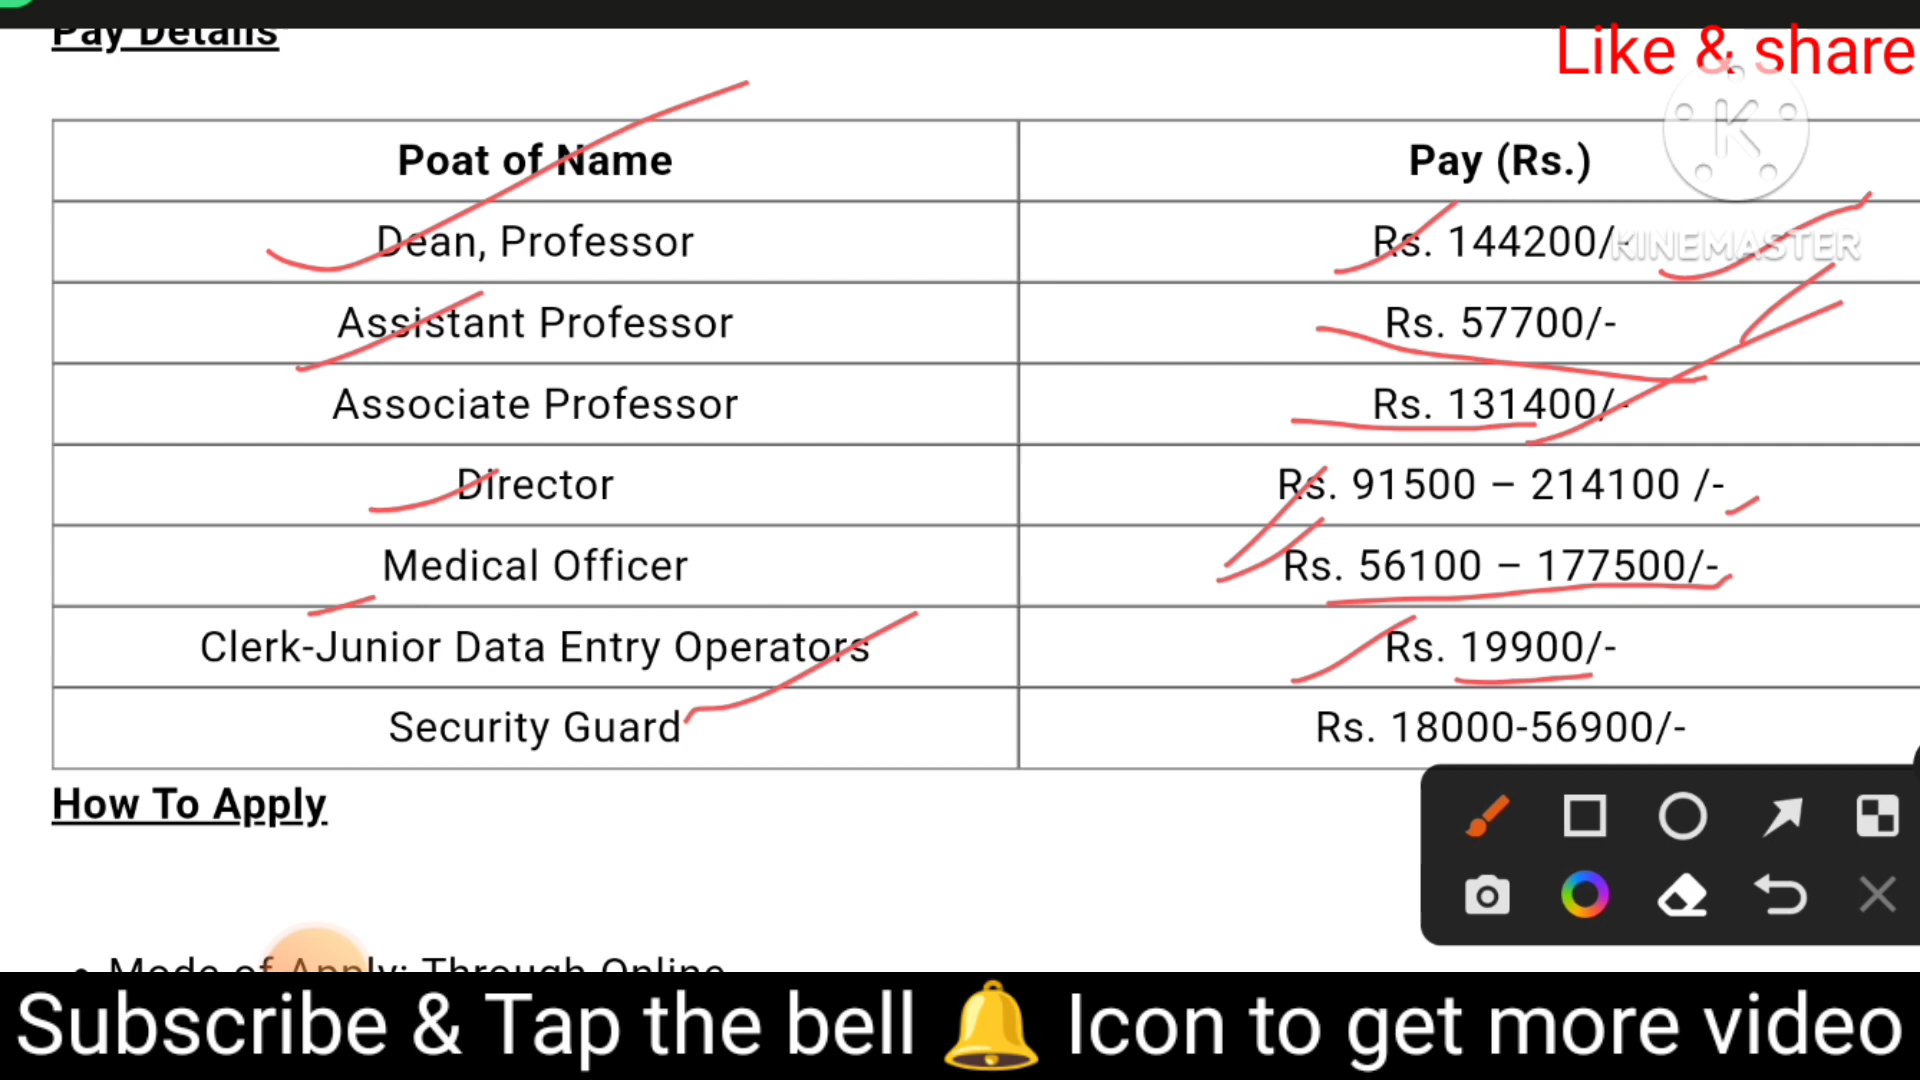 Pay Details
Like & share
Poat of Name
Pay (Rs.)
Dean, Professor
Rs. 144200/-
KINEMASTER
Assistant Professor
Rs. 57700/-
Associate Professor
Rs. 131400/-
Director
Rs. 91500 – 214100 /-
Medical Officer
Rs. 56100 – 177500/-
Clerk-Junior Data Entry Operators
Rs. 19900/-
Security Guard
Rs. 18000-56900/-
How To Apply
• Mode of Apply: Through Online
Subscribe & Tap the bell 🔔 Icon to get more video